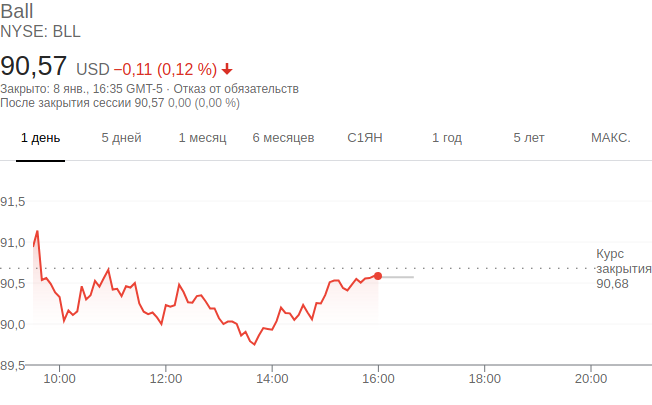 Ball
NYSE: BLL
90,57 USD −0,11 (0,12 %)
Закрыто: 8 янв., 16:35 GMT-5 · Отказ от обязательств
После закрытия сессии 90,57 0,00 (0,00 %)
1 день 5 дней 1 месяц 6 месяцев С1ЯН 1 год 5 лет МАКС.
91,5
91,0
Курс
закрытия
90,68
90,5
90,0
89,5
10:00 12:00 14:00 16:00 18:00 20:00